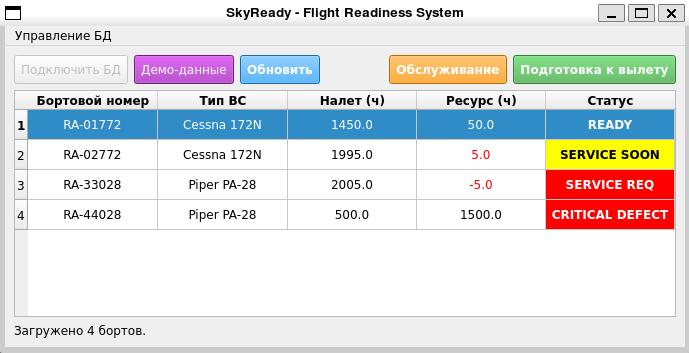 SkyReady - Flight Readiness System
Управление БД
Подключить БД Демо-данные Обновить Обслуживание Подготовка к вылету
Бортовой номер Тип ВС Налет (ч) Ресурс (ч) Статус
1 RA-01772 Cessna 172N 1450.0 50.0 READY
2 RA-02772 Cessna 172N 1995.0 5.0 SERVICE SOON
3 RA-33028 Piper PA-28 2005.0 -5.0 SERVICE REQ
4 RA-44028 Piper PA-28 500.0 1500.0 CRITICAL DEFECT
Загружено 4 бортов.